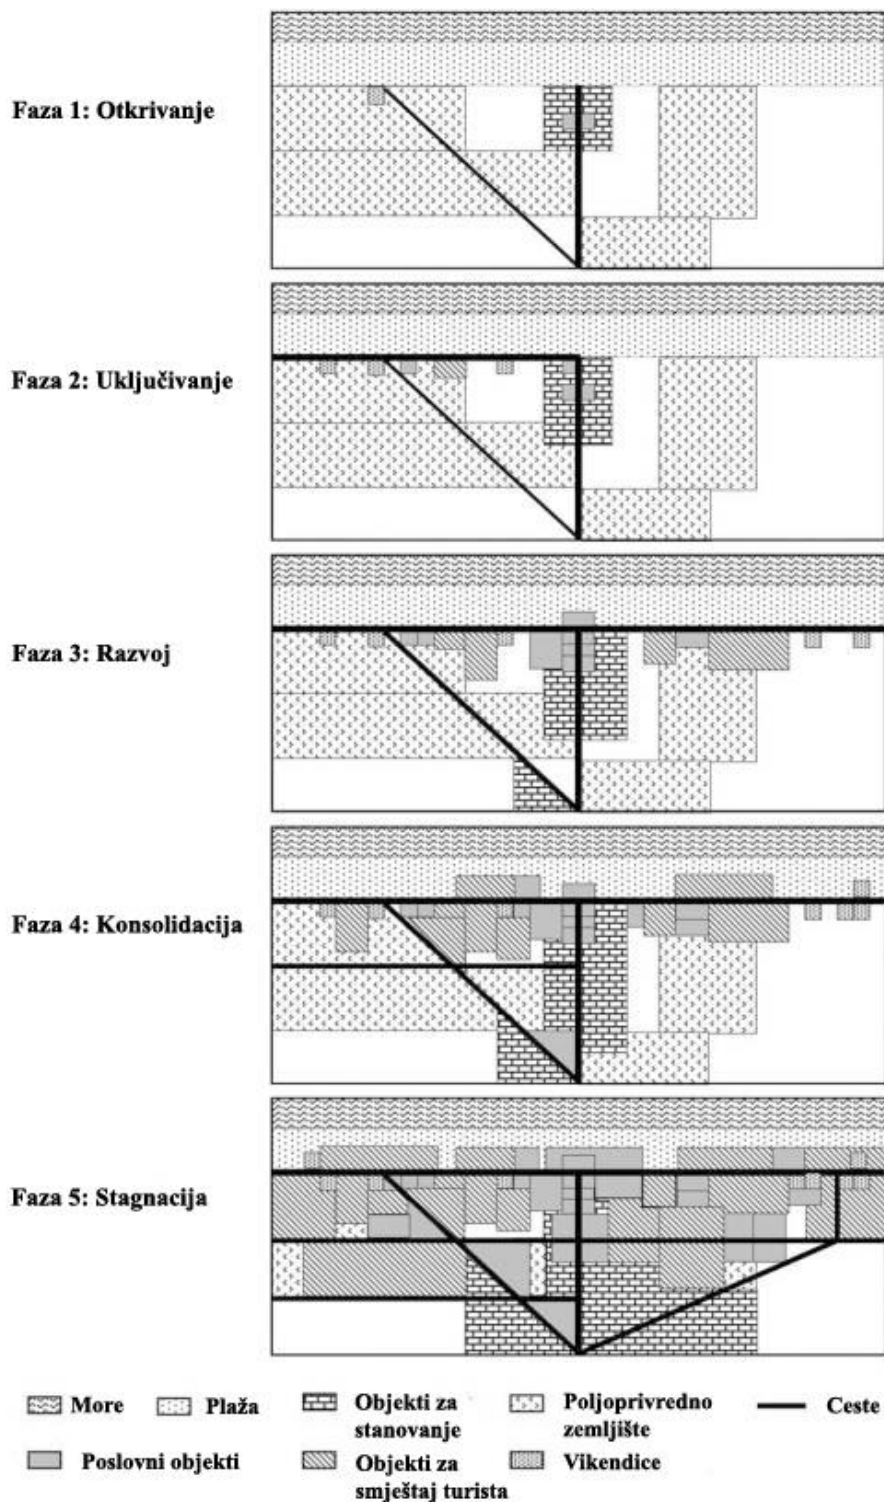 Faza 1: Otkrivanje
Faza 2: Uključivanje
Faza 3: Razvoj
Faza 4: Konsolidacija
Faza 5: Stagnacija
More
Plaža
Objekti za
stanovanje
Poljoprivredno
zemljište
Ceste
Poslovni objekti
Objekti za
smještaj turista
Vikendice